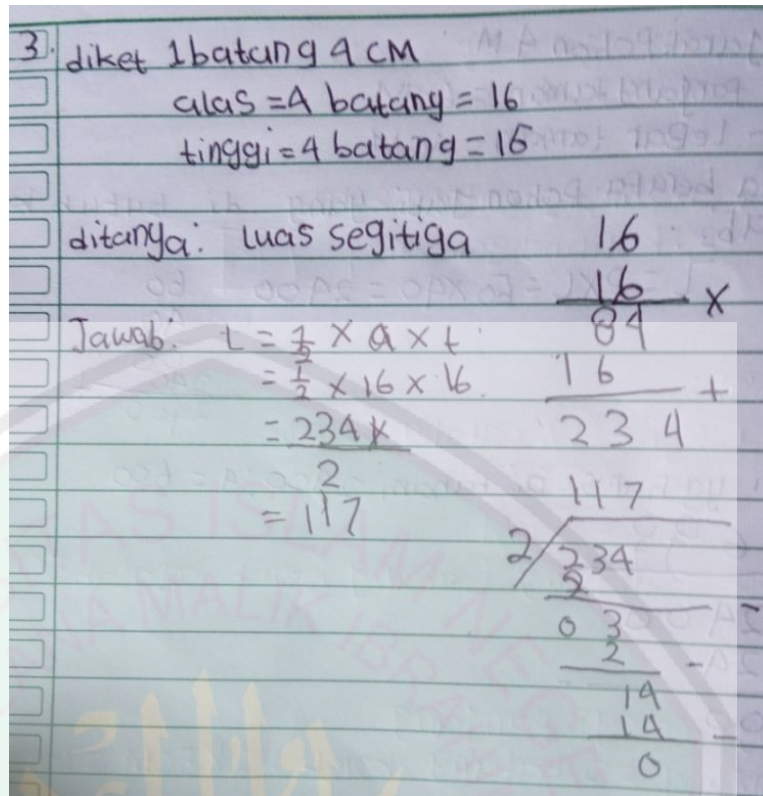 3. diket 1 batang 4 CM
alas = 4 batang = 16
tinggi = 4 batang = 16
ditanya: luas segitiga
Jawab: L = 1/2 x a x t
= 1/2 x 16 x 16
= 234
2
= 117
16
16 x
84
16 +
234
117
2/234
2
03
2 -
14
14 -
0